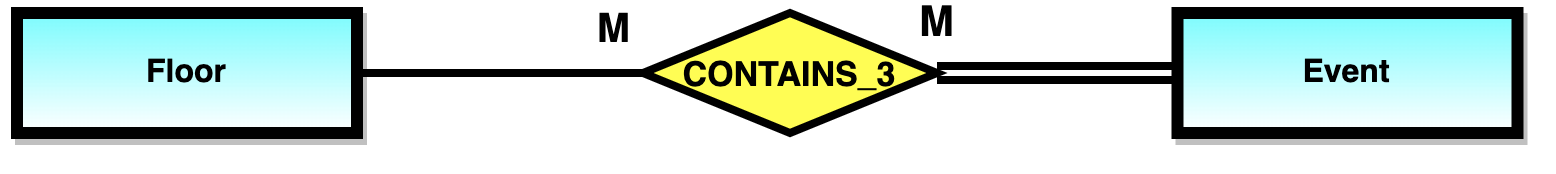 M
M
Floor
CONTAINS_3
Event